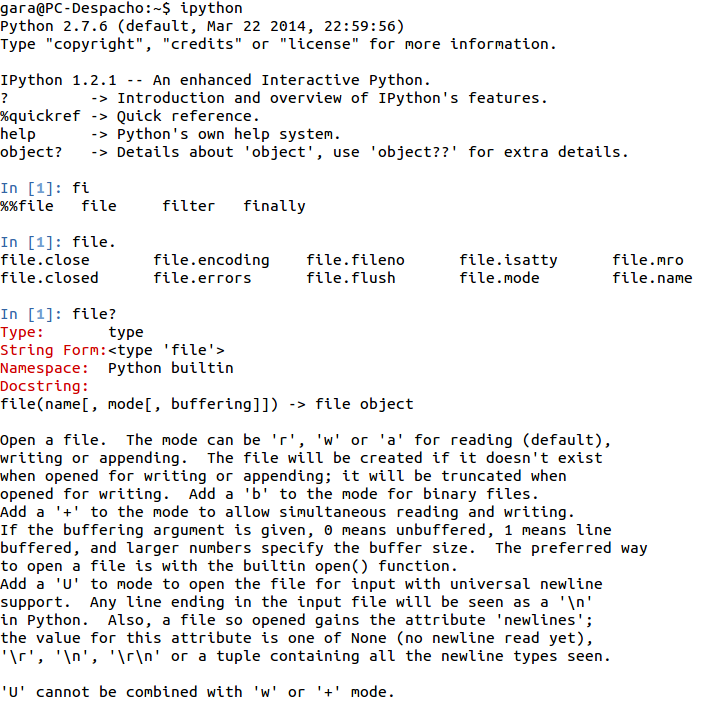 gara@PC-Despacho:~$ ipython
Python 2.7.6 (default, Mar 22 2014, 22:59:56)
Type "copyright", "credits" or "license" for more information.

IPython 1.2.1 -- An enhanced Interactive Python.
?         -> Introduction and overview of IPython's features.
%quickref -> Quick reference.
help      -> Python's own help system.
object?   -> Details about 'object', use 'object??' for extra details.

In [1]: fi
%%file   file     filter   finally

In [1]: file.
file.close       file.encoding    file.fileno      file.isatty      file.mro
file.closed      file.errors      file.flush       file.mode        file.name

In [1]: file?
Type:       type
String Form:<type 'file'>
Namespace:  Python builtin
Docstring:
file(name[, mode[, buffering]]) -> file object

Open a file.  The mode can be 'r', 'w' or 'a' for reading (default),
writing or appending.  The file will be created if it doesn't exist
when opened for writing or appending; it will be truncated when
opened for writing.  Add a 'b' to the mode for binary files.
Add a '+' to the mode to allow simultaneous reading and writing.
If the buffering argument is given, 0 means unbuffered, 1 means line
buffered, and larger numbers specify the buffer size.  The preferred way
to open a file is with the builtin open() function.
Add a 'U' to mode to open the file for input with universal newline
support.  Any line ending in the input file will be seen as a '\n'
in Python.  Also, a file so opened gains the attribute 'newlines';
the value for this attribute is one of None (no newline read yet),
'\r', '\n', '\r\n' or a tuple containing all the newline types seen.

'U' cannot be combined with 'w' or '+' mode.